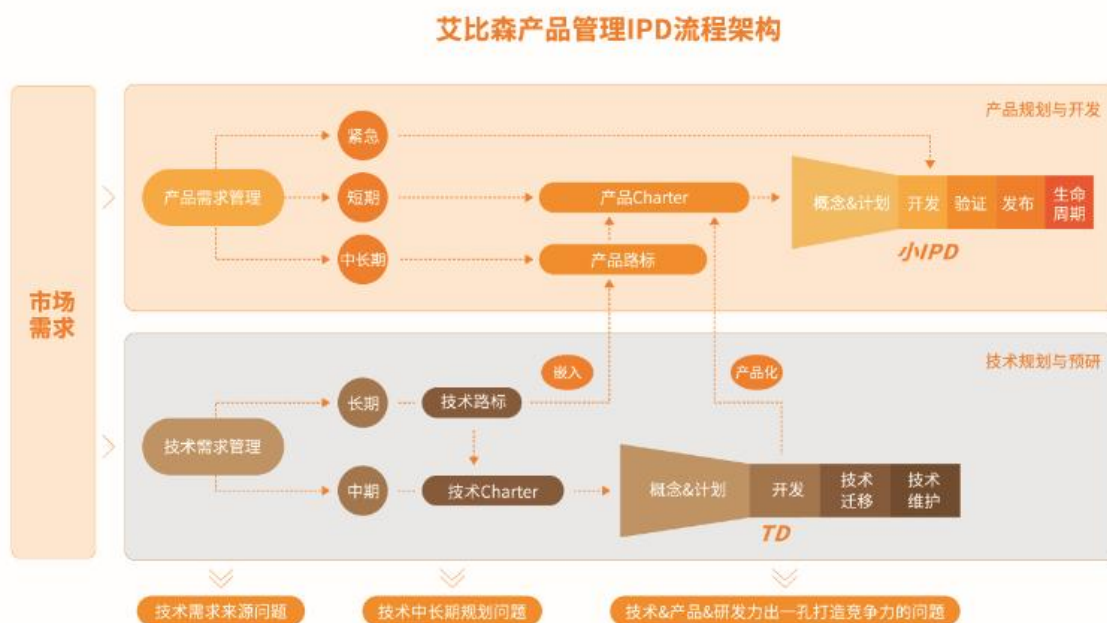 艾比森产品管理IPD流程架构
市场
需求
产品规划与开发
产品需求管理
紧急
短期
中长期
产品Charter
产品路标
概念&计划
开发
验证
发布
生命
周期
小IPD
技术规划与预研
技术需求管理
长期
中期
技术路标
技术Charter
嵌入
产品化
概念&计划
开发
技术
迁移
技术
维护
TD
技术需求来源问题
技术中长期规划问题
技术&产品&研发力出一孔打造竞争力的问题